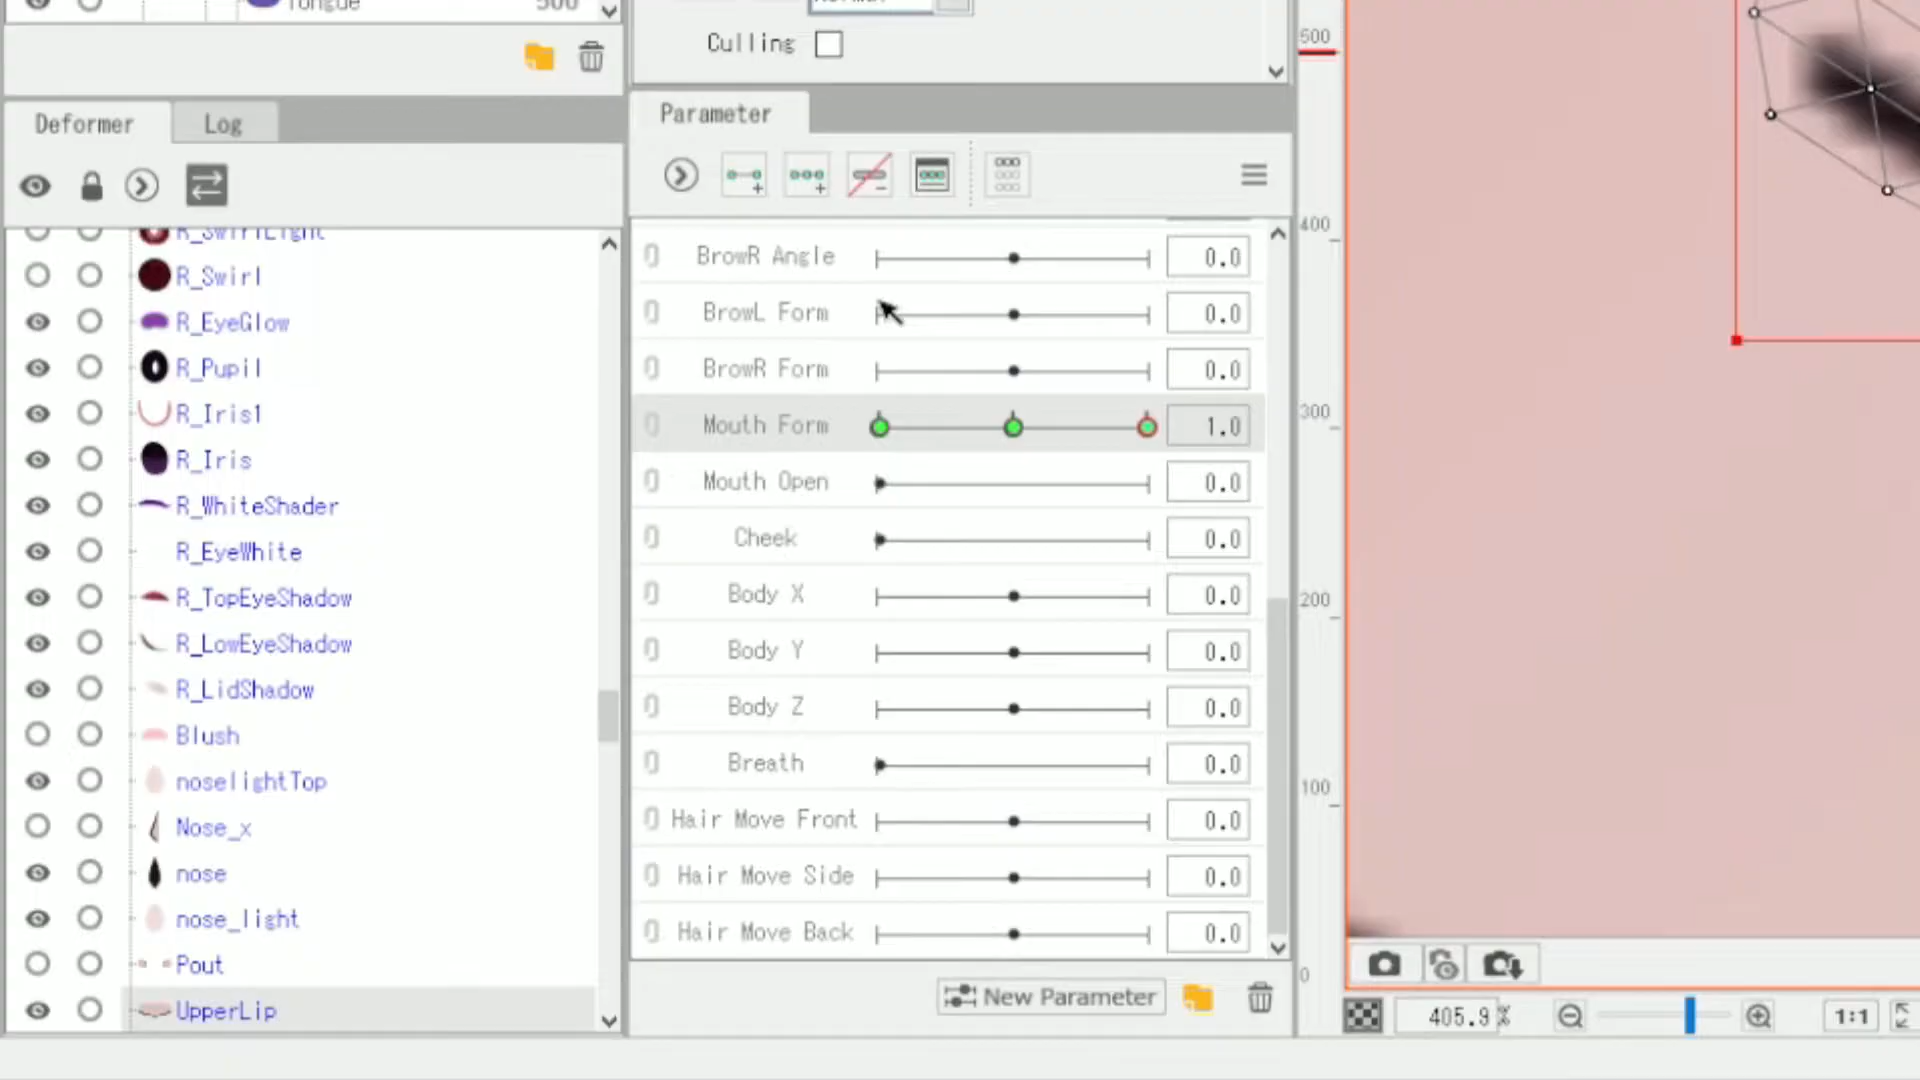 Tongue 500
Culling
Deformer Log
Parameter
R_SwirlLight
R_Swirl
R_EyeGlow
R_Pupil
R_Iris1
R_Iris
R_WhiteShader
R_EyeWhite
R_TopEyeShadow
R_LowEyeShadow
R_LidShadow
Blush
noselightTop
Nose_x
nose
nose_light
Pout
UpperLip
BrowR Angle 0.0
BrowL Form 0.0
BrowR Form 0.0
Mouth Form 1.0
Mouth Open 0.0
Cheek 0.0
Body X 0.0
Body Y 0.0
Body Z 0.0
Breath 0.0
Hair Move Front 0.0
Hair Move Side 0.0
Hair Move Back 0.0
New Parameter
500
400
300
200
100
0
405.9 %
1:1